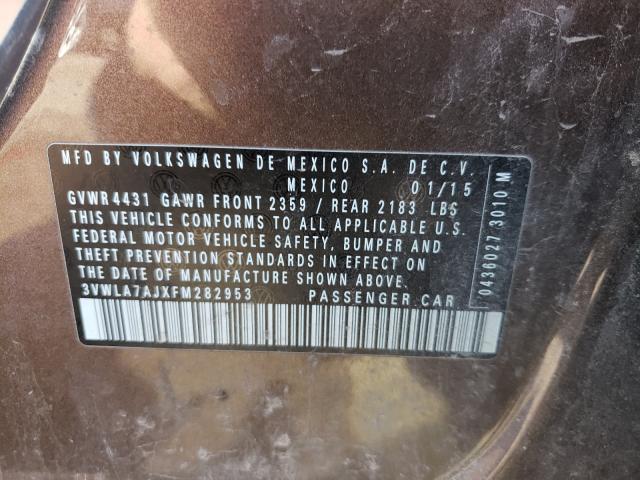 MFD BY VOLKSWAGEN DE MEXICO S.A. DE C.V.
MEXICO 01/15
GVWR 4431 GAWR FRONT 2359 / REAR 2183 LBS
THIS VEHICLE CONFORMS TO ALL APPLICABLE U.S.
FEDERAL MOTOR VEHICLE SAFETY, BUMPER AND
THEFT PREVENTION STANDARDS IN EFFECT ON
THE DATE OF MANUFACTURE SHOWN ABOVE.
3VWLA7AJXFM282953 PASSENGER CAR
0436027 3010 M